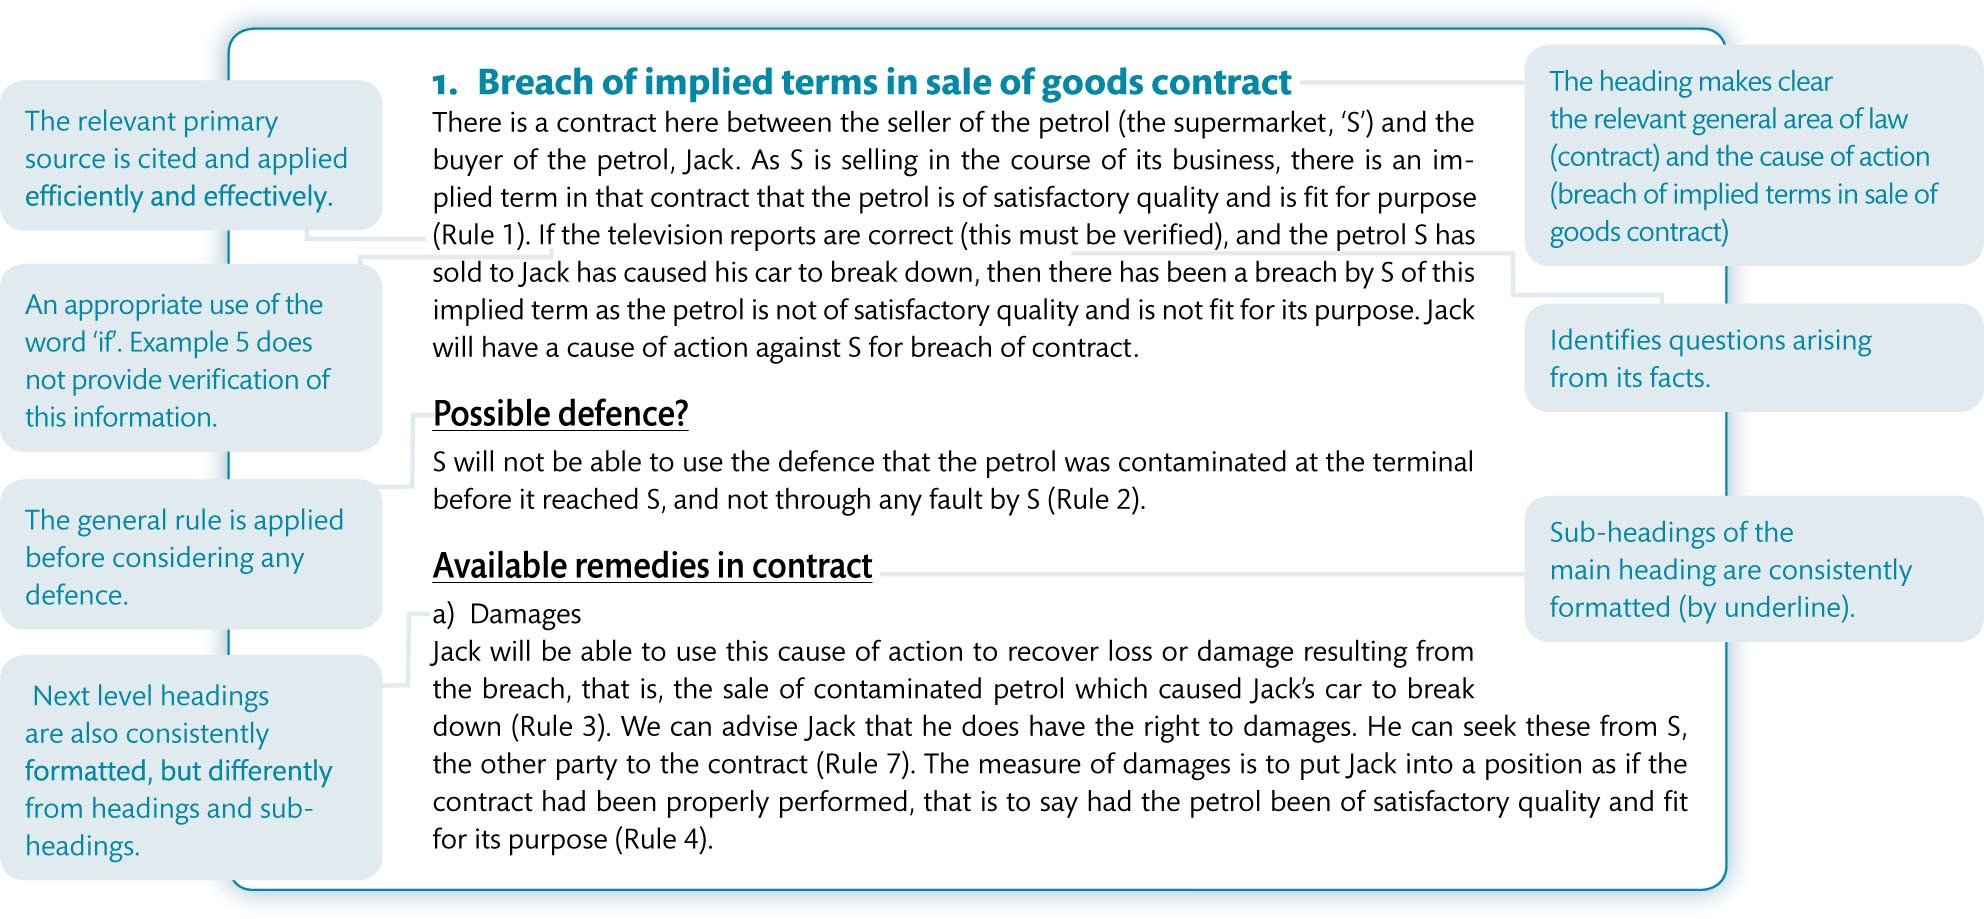 1. Breach of implied terms in sale of goods contract
There is a contract here between the seller of the petrol (the supermarket, ‘S’) and the
buyer of the petrol, Jack. As S is selling in the course of its business, there is an im-
plied term in that contract that the petrol is of satisfactory quality and is fit for purpose
(Rule 1). If the television reports are correct (this must be verified), and the petrol S has
sold to Jack has caused his car to break down, then there has been a breach by S of this
implied term as the petrol is not of satisfactory quality and is not fit for its purpose. Jack
will have a cause of action against S for breach of contract.
Possible defence?
S will not be able to use the defence that the petrol was contaminated at the terminal
before it reached S, and not through any fault by S (Rule 2).
Available remedies in contract
a) Damages
Jack will be able to use this cause of action to recover loss or damage resulting from
the breach, that is, the sale of contaminated petrol which caused Jack’s car to break
down (Rule 3). We can advise Jack that he does have the right to damages. He can seek these from S,
the other party to the contract (Rule 7). The measure of damages is to put Jack into a position as if the
contract had been properly performed, that is to say had the petrol been of satisfactory quality and fit
for its purpose (Rule 4).
The relevant primary
source is cited and applied
efficiently and effectively.
An appropriate use of the
word ‘if’. Example 5 does
not provide verification of
this information.
The general rule is applied
before considering any
defence.
Next level headings
are also consistently
formatted, but differently
from headings and sub-
headings.
The heading makes clear
the relevant general area of law
(contract) and the cause of action
(breach of implied terms in sale of
goods contract)
Identifies questions arising
from its facts.
Sub-headings of the
main heading are consistently
formatted (by underline).